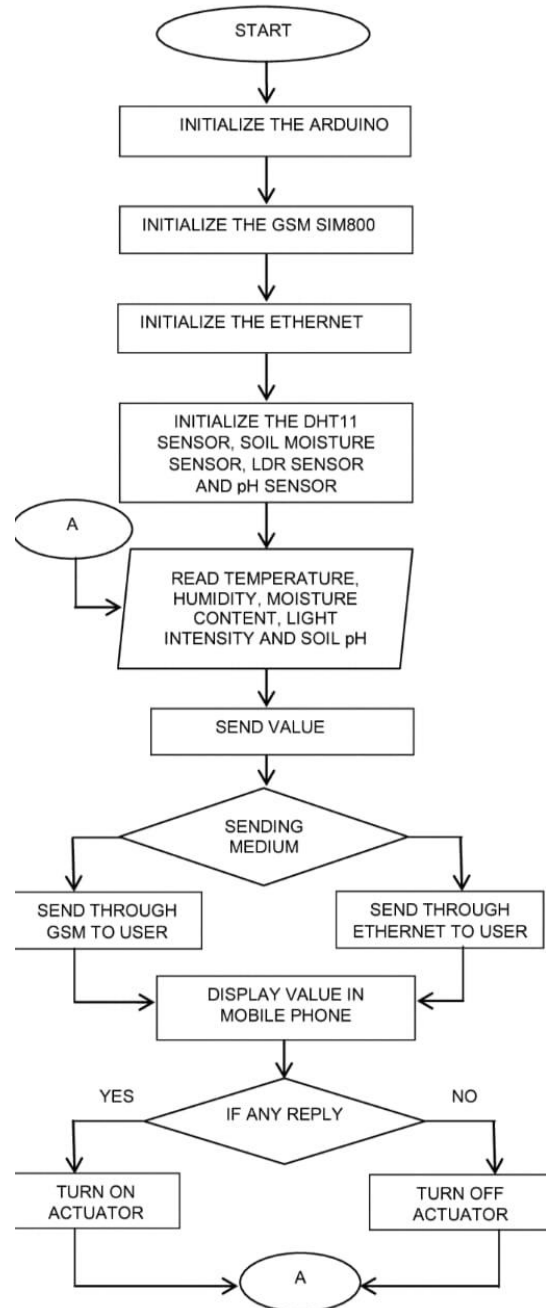 START
INITIALIZE THE ARDUINO
INITIALIZE THE GSM SIM800
INITIALIZE THE ETHERNET
INITIALIZE THE DHT11
SENSOR, SOIL MOISTURE
SENSOR, LDR SENSOR
AND pH SENSOR
A
READ TEMPERATURE,
HUMIDITY, MOISTURE
CONTENT, LIGHT
INTENSITY AND SOIL pH
SEND VALUE
SENDING
MEDIUM
SEND THROUGH
GSM TO USER
SEND THROUGH
ETHERNET TO USER
DISPLAY VALUE IN
MOBILE PHONE
YES
IF ANY REPLY
NO
TURN ON
ACTUATOR
TURN OFF
ACTUATOR
A